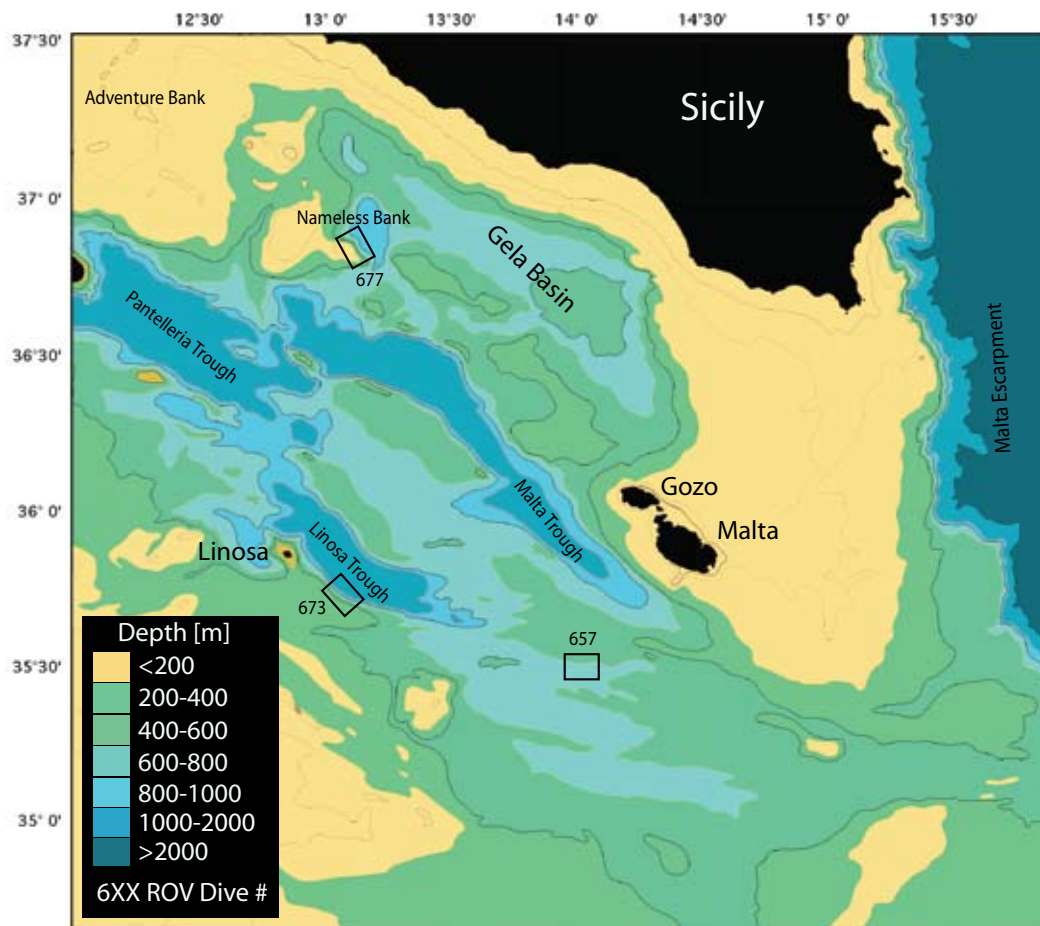 12°30' 13° 0' 13°30' 14° 0' 14°30' 15° 0' 15°30'
37°30'
Adventure Bank
Sicily
37° 0'
Nameless Bank
677
Gela Basin
Pantelleria Trough
36°30'
Malta Escarpment
Malta Trough
Gozo
36° 0'
Malta
Linosa
Linosa Trough
673
657
35°30'
35° 0'
Depth [m]
<200
200-400
400-600
600-800
800-1000
1000-2000
>2000
6XX ROV Dive #